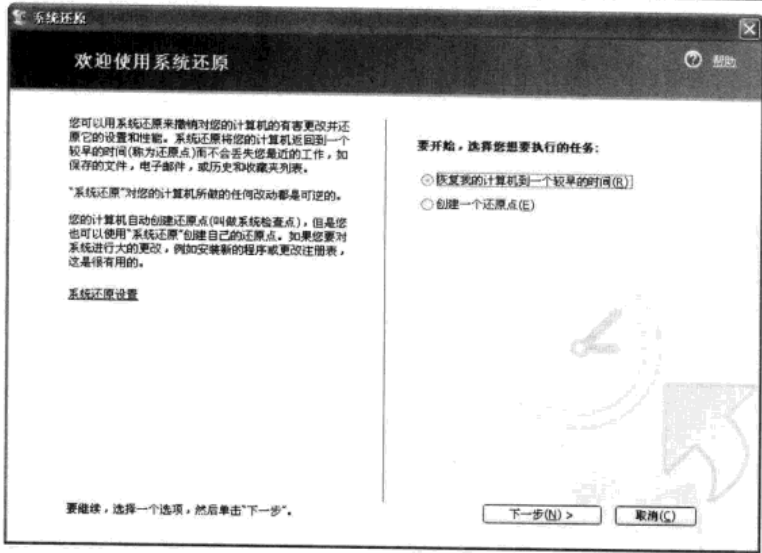 系统还原
欢迎使用系统还原
帮助
您可以用系统还原来撤销对您的计算机的有害更改并还
原它的设置和性能。系统还原将您的计算机返回到一个
较早的时间(称为还原点)而不会丢失您最近的工作，如
保存的文件，电子邮件，或历史和收藏夹列表。
“系统还原”对您的计算机所做的任何改动都是可逆的。
您的计算机自动创建还原点(叫做系统检查点)，但是您
也可以使用“系统还原”创建自己的还原点。如果您要对
系统进行大的更改，例如安装新的程序或更改注册表，
这是很有用的。
系统还原设置
要开始，选择您想要执行的任务:
恢复我的计算机到一个较早的时间(R)
创建一个还原点(E)
要继续，选择一个选项，然后单击“下一步”。
下一步(N) >
取消(C)